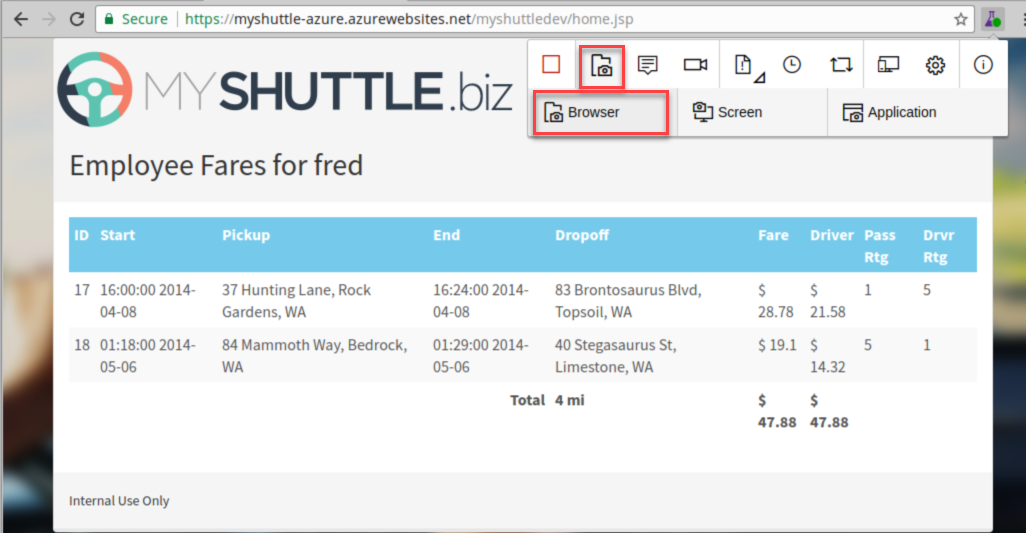 Secure https://myshuttle-azure.azurewebsites.net/myshuttledev/home.jsp
MYSHUTTLE.biz
Browser Screen Application
Employee Fares for fred
ID Start Pickup End Dropoff Fare Driver Pass Drvr
Rtg Rtg
17 16:00:00 2014- 37 Hunting Lane, Rock 16:24:00 2014- 83 Brontosaurus Blvd, $ $ 1 5
04-08 Gardens, WA 04-08 Topsoil, WA 28.78 21.58
18 01:18:00 2014- 84 Mammoth Way, Bedrock, 01:29:00 2014- 40 Stegasaurus St, $ 19.1 $ 5 1
05-06 WA 05-06 Limestone, WA 14.32
Total 4 mi $ $
47.88 47.88
Internal Use Only